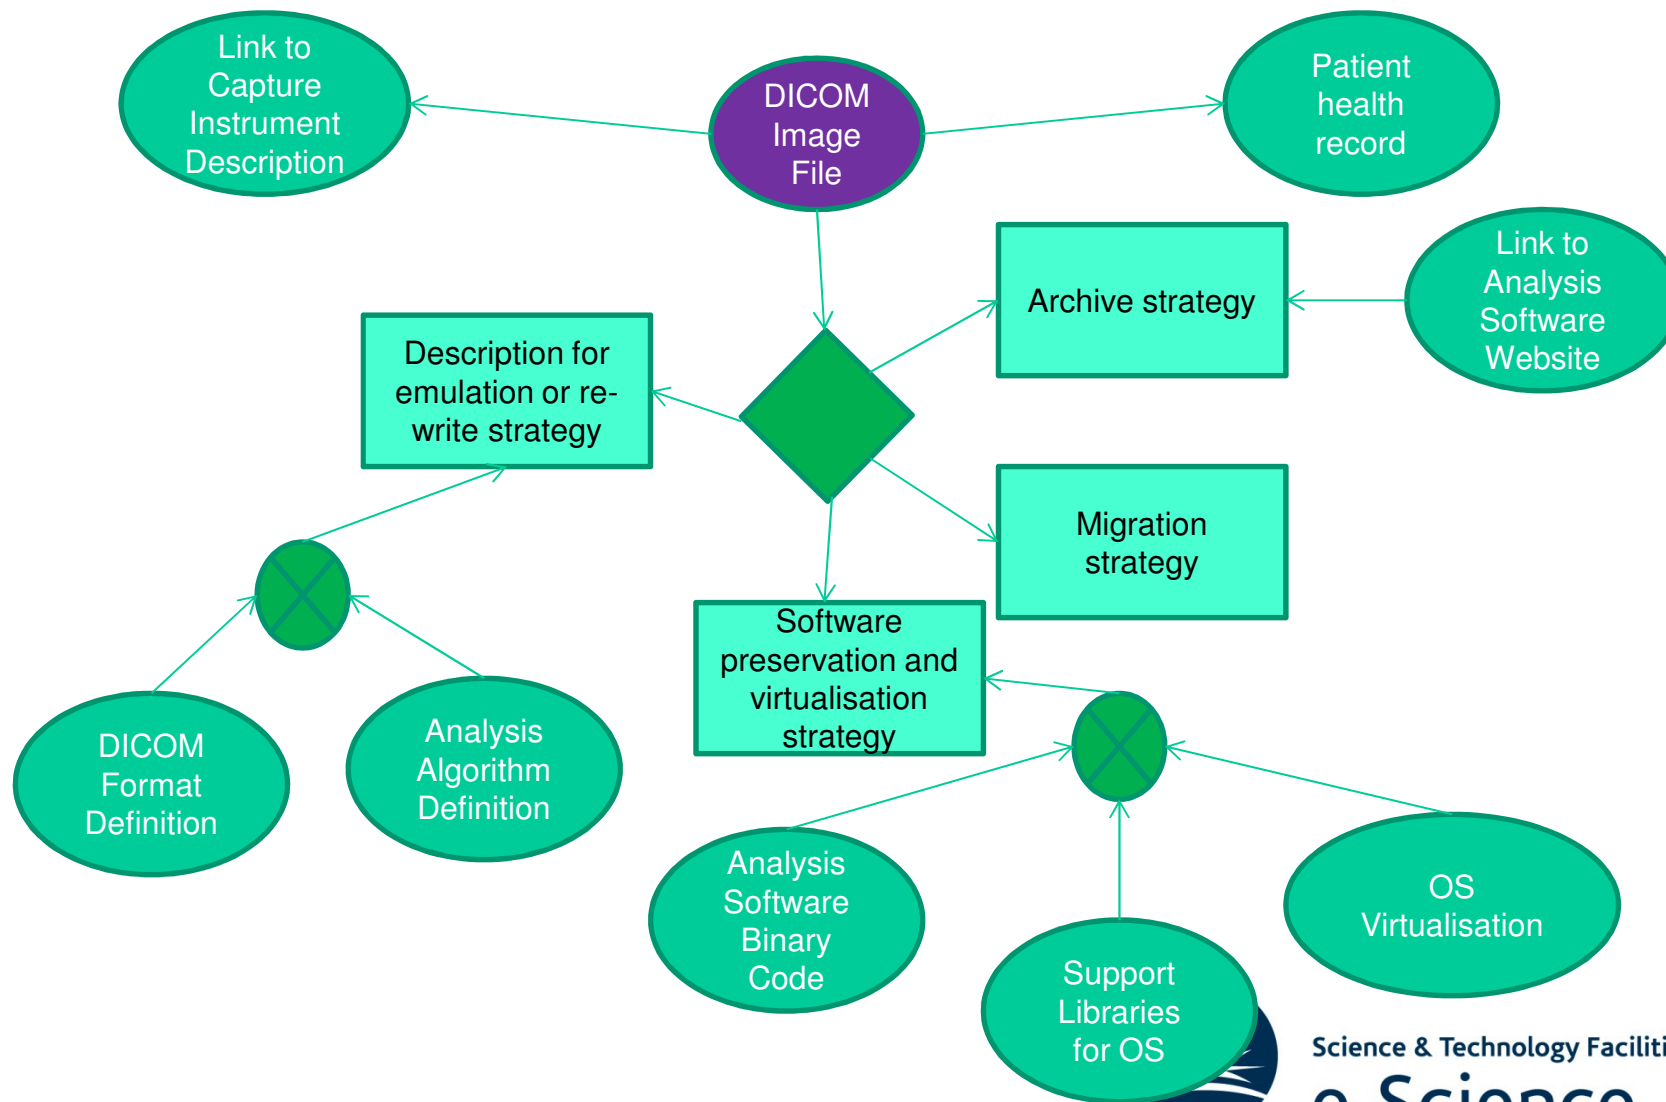 Link to
Capture
Instrument
Description
DICOM
Image
File
Patient
health
record
Link to
Analysis
Software
Website
Archive strategy
Description for
emulation or re-
write strategy
Migration
strategy
Software
preservation and
virtualisation
strategy
DICOM
Format
Definition
Analysis
Algorithm
Definition
Analysis
Software
Binary
Code
Support
Libraries
for OS
OS
Virtualisation
Science & Technology Faciliti
e-Science